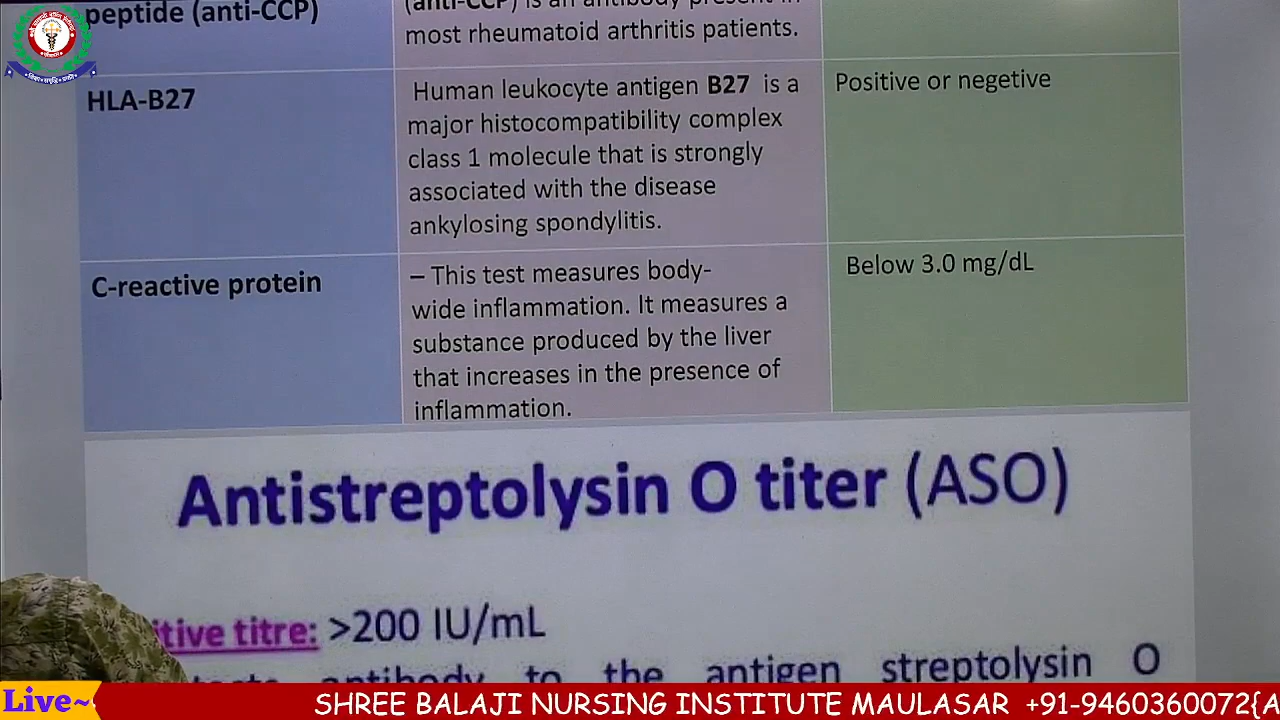 peptide (anti-CCP)
most rheumatoid arthritis patients.
HLA-B27
Human leukocyte antigen B27 is a
major histocompatibility complex
class 1 molecule that is strongly
associated with the disease
ankylosing spondylitis.
Positive or negetive
C-reactive protein
– This test measures body-
wide inflammation. It measures a
substance produced by the liver
that increases in the presence of
inflammation.
Below 3.0 mg/dL
Antistreptolysin O titer (ASO)
itive titre: >200 IU/mL
antibody to the antigen streptolysin O
Live~
SHREE BALAJI NURSING INSTITUTE MAULASAR +91-9460360072{A